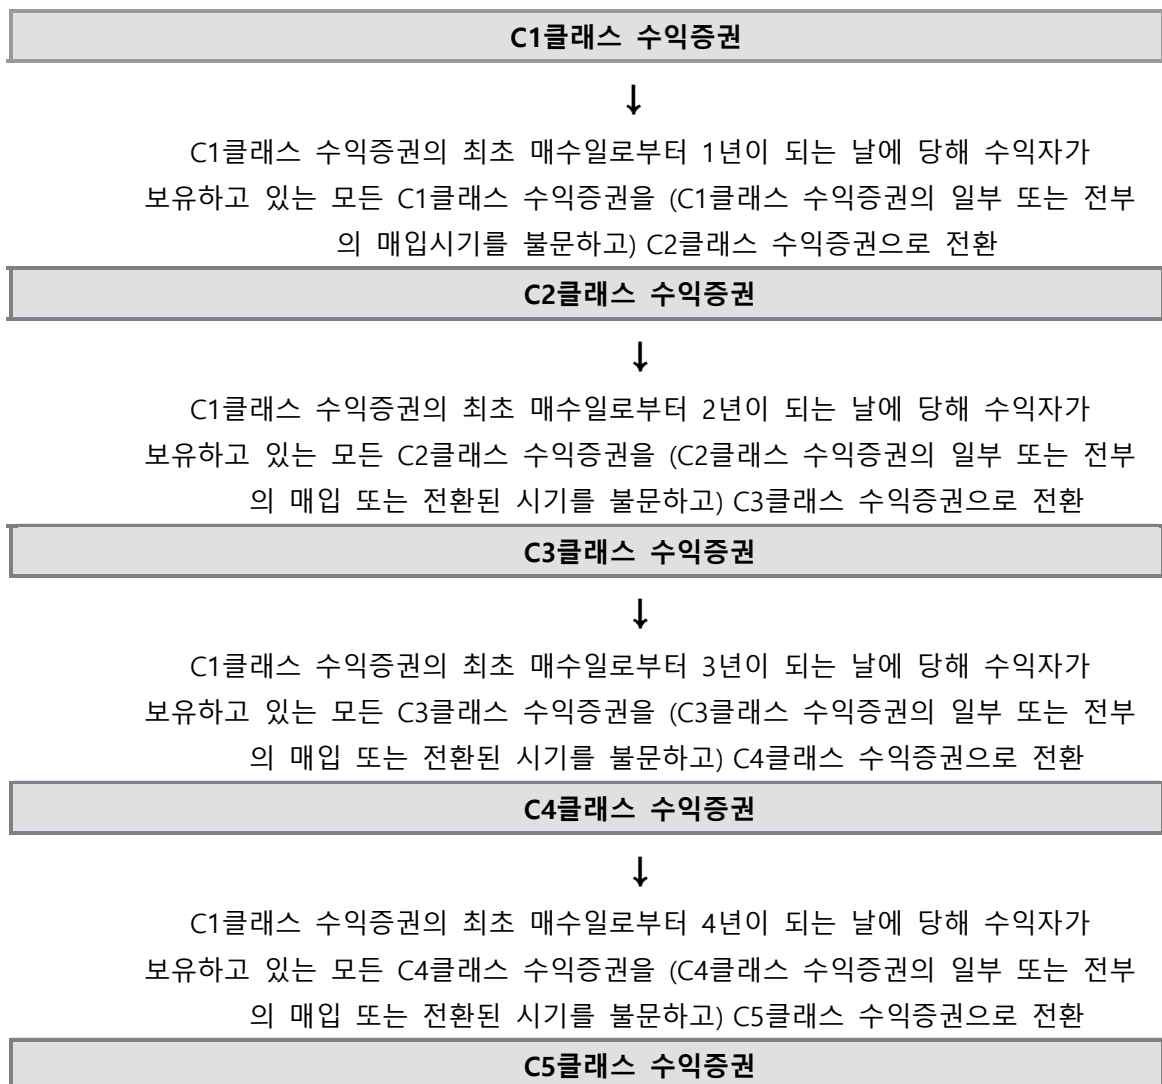 C1클래스 수익증권
↓
C1클래스 수익증권의 최초 매수일로부터 1년이 되는 날에 당해 수익자가
보유하고 있는 모든 C1클래스 수익증권을 (C1클래스 수익증권의 일부 또는 전부
의 매입시기를 불문하고) C2클래스 수익증권으로 전환
C2클래스 수익증권
↓
C1클래스 수익증권의 최초 매수일로부터 2년이 되는 날에 당해 수익자가
보유하고 있는 모든 C2클래스 수익증권을 (C2클래스 수익증권의 일부 또는 전부
의 매입 또는 전환된 시기를 불문하고) C3클래스 수익증권으로 전환
C3클래스 수익증권
↓
C1클래스 수익증권의 최초 매수일로부터 3년이 되는 날에 당해 수익자가
보유하고 있는 모든 C3클래스 수익증권을 (C3클래스 수익증권의 일부 또는 전부
의 매입 또는 전환된 시기를 불문하고) C4클래스 수익증권으로 전환
C4클래스 수익증권
↓
C1클래스 수익증권의 최초 매수일로부터 4년이 되는 날에 당해 수익자가
보유하고 있는 모든 C4클래스 수익증권을 (C4클래스 수익증권의 일부 또는 전부
의 매입 또는 전환된 시기를 불문하고) C5클래스 수익증권으로 전환
C5클래스 수익증권